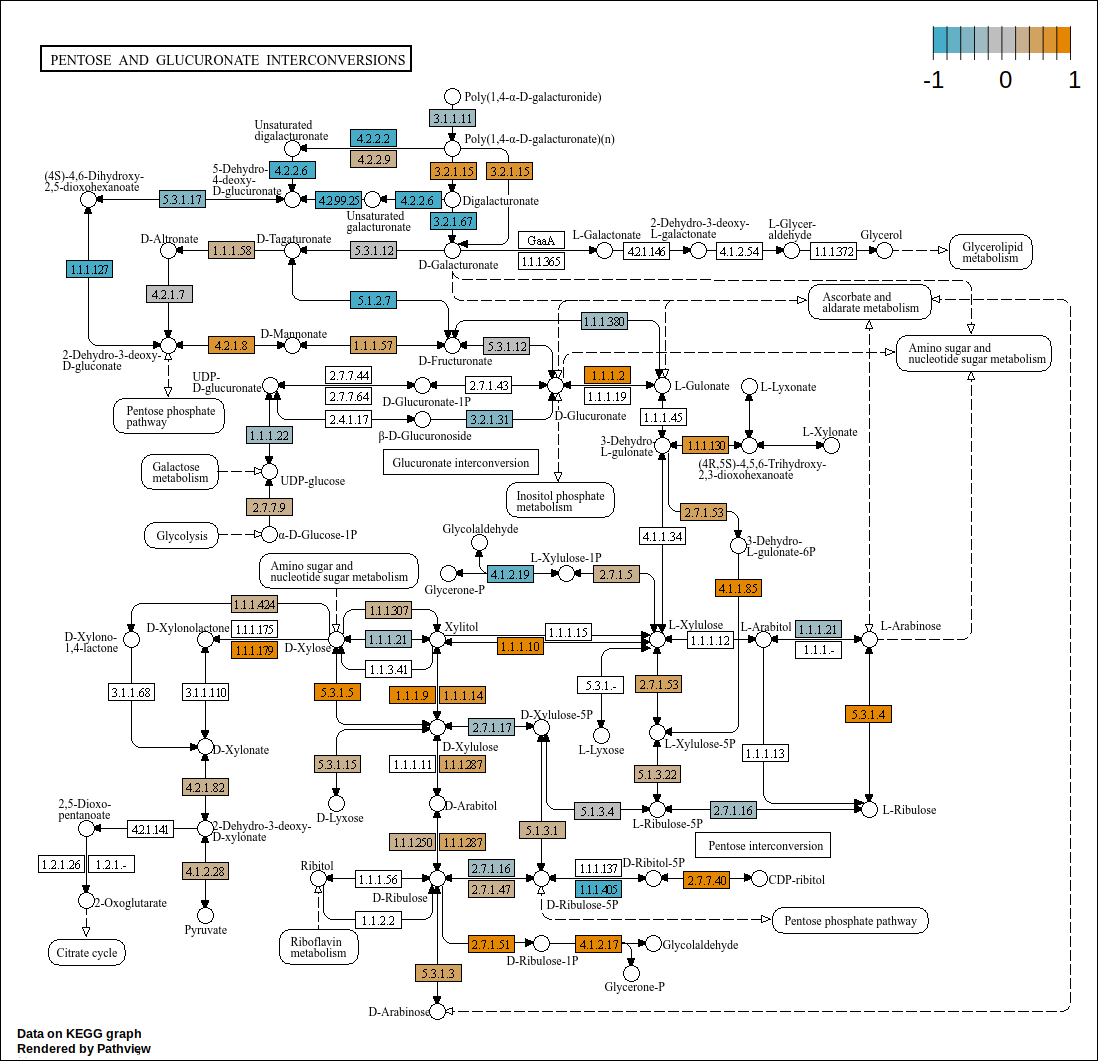 PENTOSE AND GLUCURONATE INTERCONVERSIONS
-1 0 1
Poly(1,4-α-D-galacturonide)
3.1.1.11
Unsaturated
digalacturonate
4.2.2.2
Poly(1,4-α-D-galacturonate)(n)
4.2.2.9
4.2.2.6
3.2.1.15
3.2.1.15
(4S)-4,6-Dihydroxy-
2,5-dioxohexanoate
5-Dehydro-
4-deoxy-
D-glucuronate
5.3.1.17
4.2.99.25
4.2.2.6
Digalacturonate
Unsaturated
galacturonate
3.2.1.67
D-Altronate
1.1.1.58
D-Tagaturonate
5.3.1.12
D-Galacturonate
GaaA
1.1.1.365
L-Galactonate
4.2.1.146
2-Dehydro-3-deoxy-
L-galactonate
4.1.2.54
L-Glycer-
aldehyde
1.1.1.372
Glycerol
Glycerolipid
metabolism
1.1.1.127
4.2.1.7
5.1.2.7
Ascorbate and
aldarate metabolism
1.1.1.380
2-Dehydro-3-deoxy-
D-gluconate
4.2.1.8
D-Mannonate
1.1.1.57
D-Fructuronate
5.3.1.12
Amino sugar and
nucleotide sugar metabolism
UDP-
D-glucuronate
2.7.7.44
2.7.7.64
D-Glucuronate-1P
2.7.1.43
1.1.1.2
1.1.1.19
L-Gulonate
L-Lyxonate
Pentose phosphate
pathway
2.4.1.17
β-D-Glucuronoside
3.2.1.31
D-Glucuronate
1.1.1.45
1.1.1.22
3-Dehydro-
L-gulonate
1.1.1.130
L-Xylonate
(4R,5S)-4,5,6-Trihydroxy-
2,3-dioxohexanoate
Glucuronate interconversion
Galactose
metabolism
UDP-glucose
Inositol phosphate
metabolism
2.7.7.9
2.7.1.53
Glycolysis
α-D-Glucose-1P
Glycolaldehyde
4.1.1.34
3-Dehydro-
L-gulonate-6P
Amino sugar and
nucleotide sugar metabolism
L-Xylulose-1P
Glycerone-P
4.1.2.19
2.7.1.5
4.1.1.85
1.1.1.424
1.1.1.307
D-Xylono-
1,4-lactone
D-Xylonolactone
1.1.1.175
1.1.1.179
D-Xylose
1.1.1.21
Xylitol
1.1.1.15
1.1.1.10
L-Xylulose
1.1.1.12
L-Arabitol
1.1.1.21
1.1.1.-
L-Arabinose
1.1.3.41
3.1.1.68
3.1.1.110
5.3.1.5
1.1.1.9
1.1.1.14
5.3.1.-
2.7.1.53
5.3.1.4
D-Xylulose-5P
2.7.1.17
D-Xylonate
D-Xylulose
L-Lyxose
L-Xylulose-5P
1.1.1.13
5.3.1.15
1.1.1.11
1.1.1.287
5.1.3.22
4.2.1.82
2,5-Dioxo-
pentanoate
D-Lyxose
D-Arabitol
5.1.3.4
L-Ribulose-5P
2.7.1.16
L-Ribulose
4.2.1.141
2-Dehydro-3-deoxy-
D-xylonate
1.1.1.250
1.1.1.287
5.1.3.1
Pentose interconversion
1.2.1.26
1.2.1.-
4.1.2.28
Ribitol
1.1.1.56
D-Ribulose
2.7.1.16
2.7.1.47
1.1.1.137
1.1.1.405
D-Ribitol-5P
2.7.7.40
CDP-ribitol
2-Oxoglutarate
D-Ribulose-5P
Pyruvate
1.1.2.2
Pentose phosphate pathway
Citrate cycle
Riboflavin
metabolism
2.7.1.51
D-Ribulose-1P
4.1.2.17
Glycolaldehyde
5.3.1.3
Glycerone-P
D-Arabinose
Data on KEGG graph
Rendered by Pathview